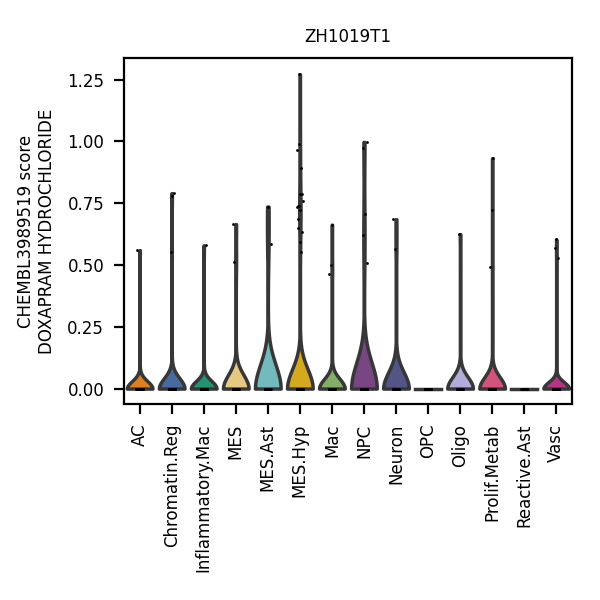 ZH1019T1
CHEMBL3989519 score
DOXAPRAM HYDROCHLORIDE
1.25
1.00
0.75
0.50
0.25
0.00
AC
Chromatin.Reg
Inflammatory.Mac
MES
MES.Ast
MES.Hyp
Mac
NPC
Neuron
OPC
Oligo
Prolif.Metab
Reactive.Ast
Vasc